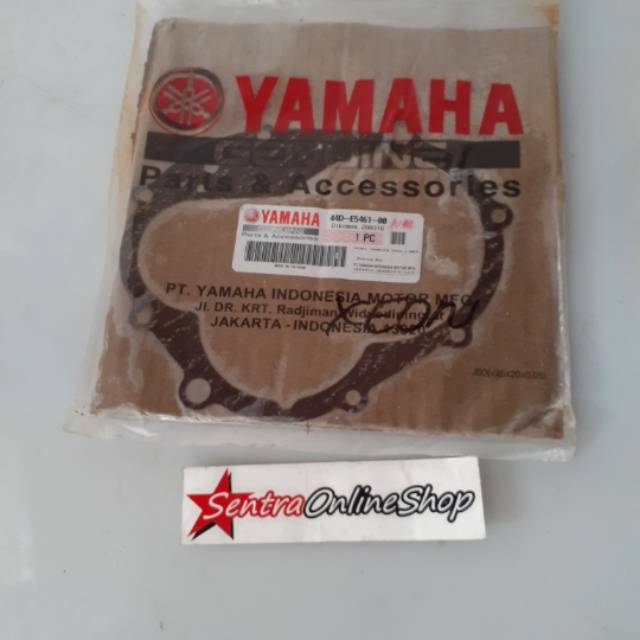 YAMAHA
GENUINE
Parts & Accessories
YAMAHA
GENUINE
Parts & Accessories
44D-E5461-00
1 PC
PT. YAMAHA INDONESIA MOTOR MFG.
Jl. DR. KRT. Radjiman Widyodiningrat
JAKARTA - INDONESIA
SentraOnlineShop